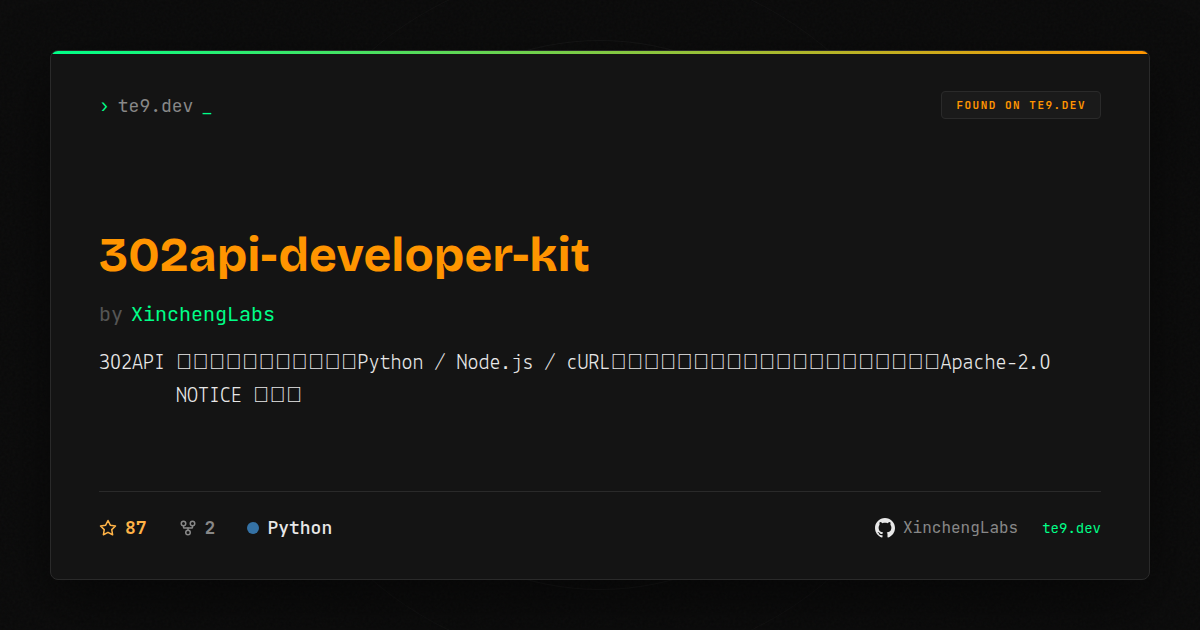 › te9.dev _
FOUND ON TE9.DEV
302api-developer-kit
by XinchengLabs
302API Python / Node.js / cURL Apache-2.0
NOTICE
87
2
Python
XinchengLabs
te9.dev